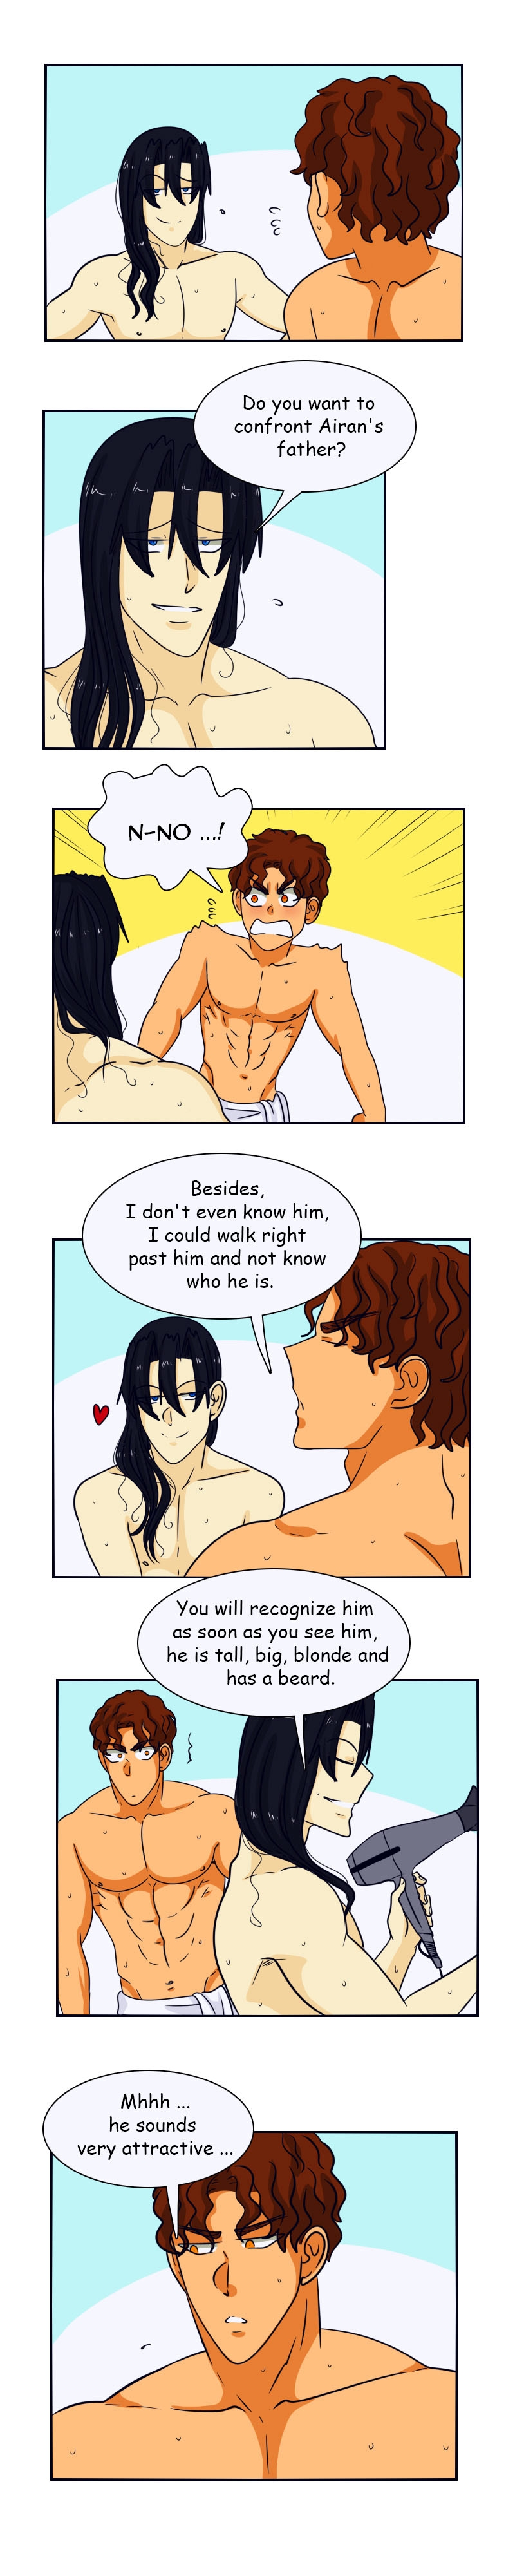 Do you want to
confront Airan's
father?
N-NO ...!
Besides,
I don't even know him,
I could walk right
past him and not know
who he is.
You will recognize him
as soon as you see him,
he is tall, big, blonde and
has a beard.
Mhhh ...
he sounds
very attractive ...